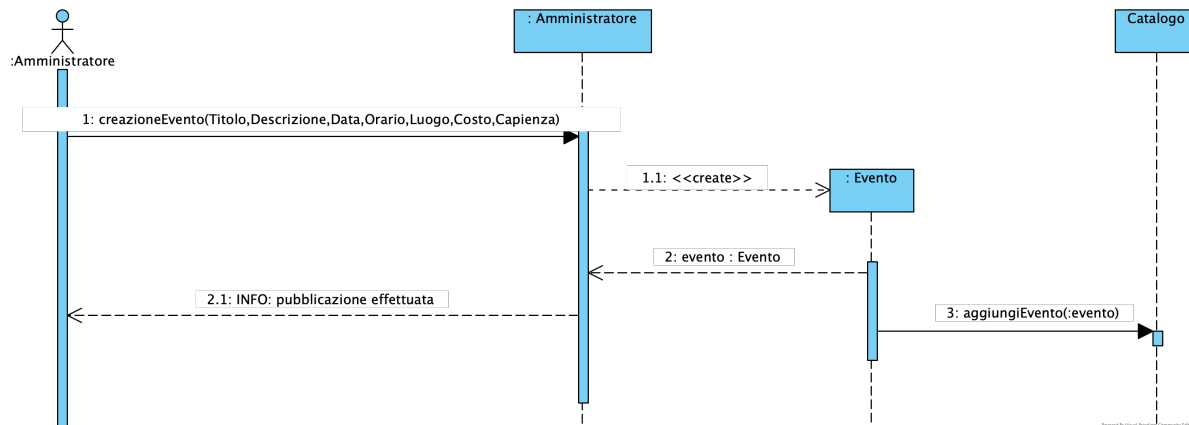 : Amministratore
Catalogo
:Amministratore
1: creazioneEvento(Titolo,Descrizione,Data,Orario,Luogo,Costo,Capienza)
1.1: <<create>>
: Evento
2: evento : Evento
2.1: INFO: pubblicazione effettuata
3: aggiungiEvento(:evento)